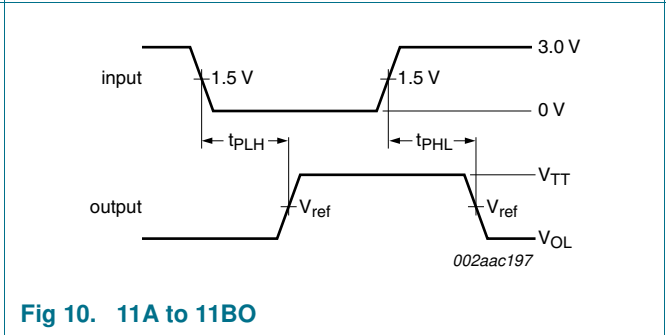 3.0 V
input
1.5 V
1.5 V
0 V
tPLH
tPHL
VTT
output
Vref
Vref
VOL
002aac197
Fig 10. 11A to 11BO